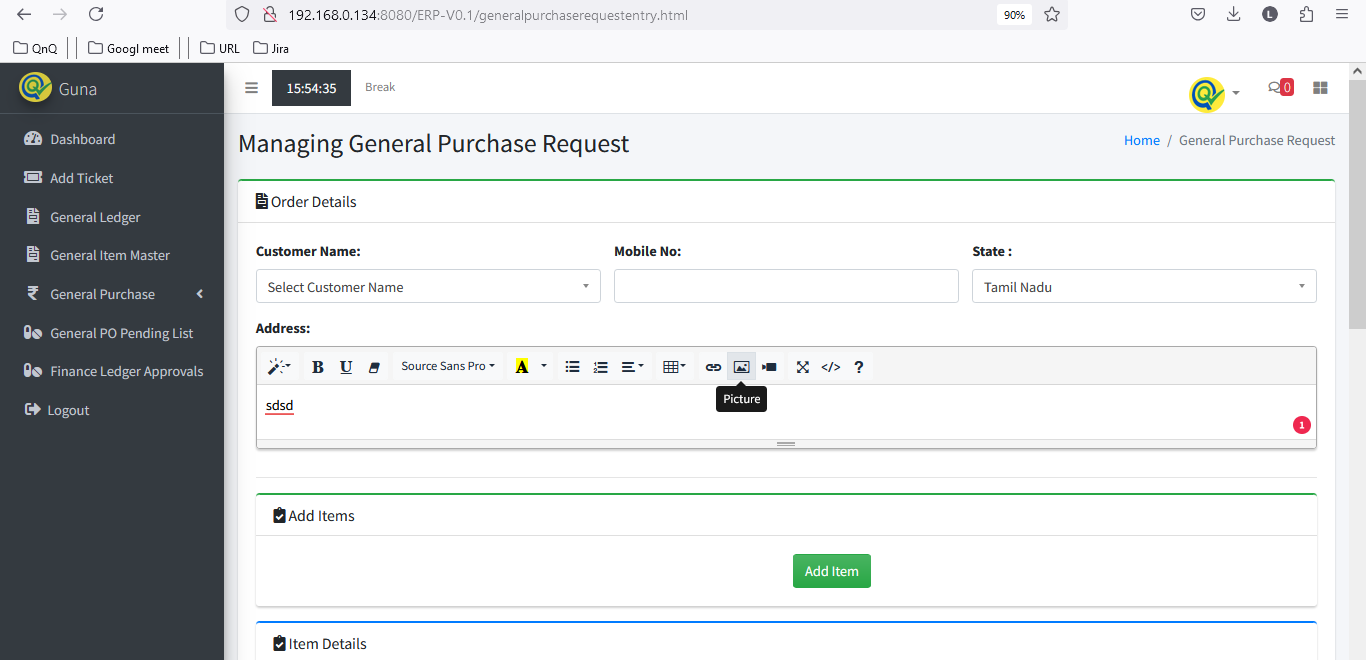 192.168.0.134:8080/ERP-V0.1/generalpurchaserequestentry.html
90%
L
QnQ
Googl meet
URL
Jira
Guna
15:54:35
Break
0
Dashboard
Add Ticket
General Ledger
General Item Master
General Purchase
General PO Pending List
Finance Ledger Approvals
Logout
Managing General Purchase Request
Home / General Purchase Request
Order Details
Customer Name:
Mobile No:
State :
Select Customer Name
Tamil Nadu
Address:
B U Source Sans Pro A </> ?
Picture
sdsd
1
Add Items
Add Item
Item Details